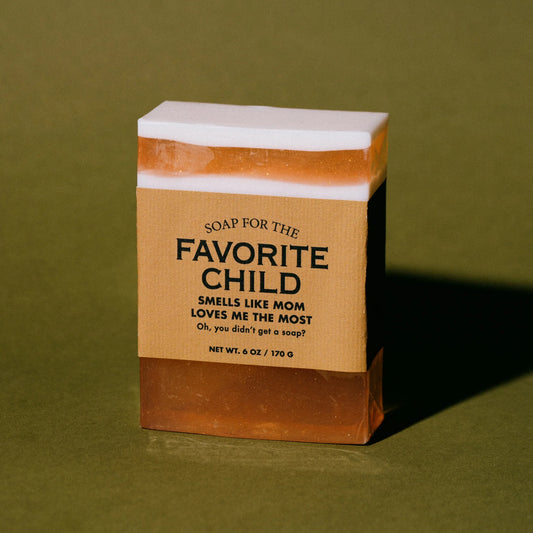 SOAP FOR THE
FAVORITE
CHILD
SMELLS LIKE MOM
LOVES ME THE MOST
Oh, you didn't get a soap?
NET WT. 6 OZ / 170 G